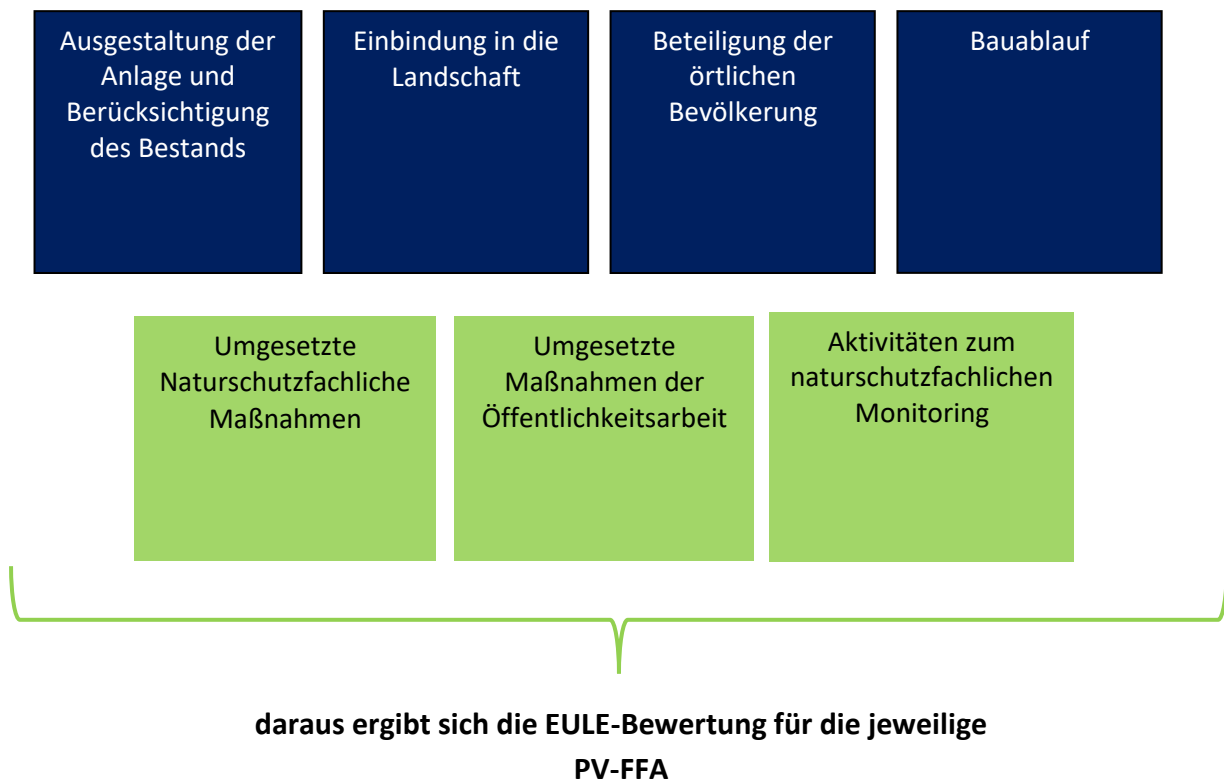 Ausgestaltung der
Anlage und
Berücksichtigung
des Bestands
Einbindung in die
Landschaft
Beteiligung der
örtlichen
Bevölkerung
Bauablauf
Umgesetzte
Naturschutzfachliche
Maßnahmen
Umgesetzte
Maßnahmen der
Öffentlichkeitsarbeit
Aktivitäten zum
naturschutzfachlichen
Monitoring
daraus ergibt sich die EULE-Bewertung für die jeweilige
PV-FFA